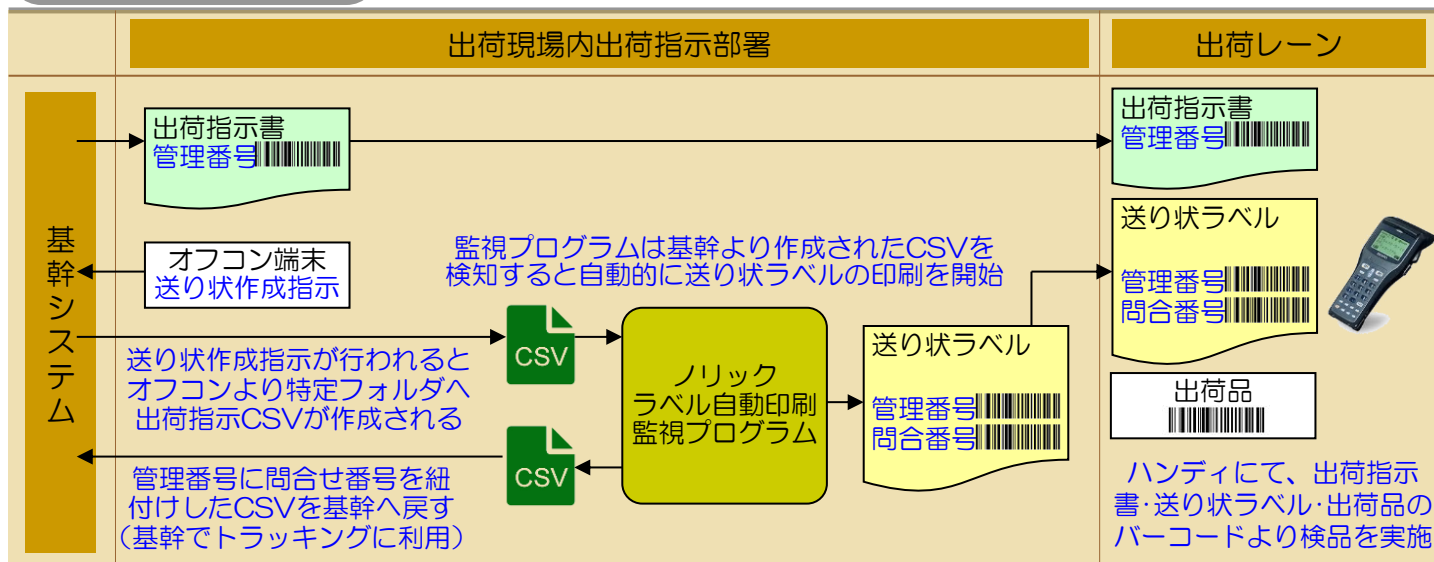 出荷現場内出荷指示部署
出荷レーン
基幹システム
出荷指示書
管理番号
出荷指示書
管理番号
オフコン端末
送り状作成指示
監視プログラムは基幹より作成されたCSVを
検知すると自動的に送り状ラベルの印刷を開始
送り状作成指示が行われると
オフコンより特定フォルダへ
出荷指示CSVが作成される
CSV
ノリック
ラベル自動印刷
監視プログラム
CSV
管理番号に問合せ番号を紐
付けしたCSVを基幹へ戻す
(基幹でトラッキングに利用)
送り状ラベル
管理番号
問合番号
送り状ラベル
管理番号
問合番号
出荷品
ハンディにて、出荷指示
書・送り状ラベル・出荷品の
バーコードより検品を実施